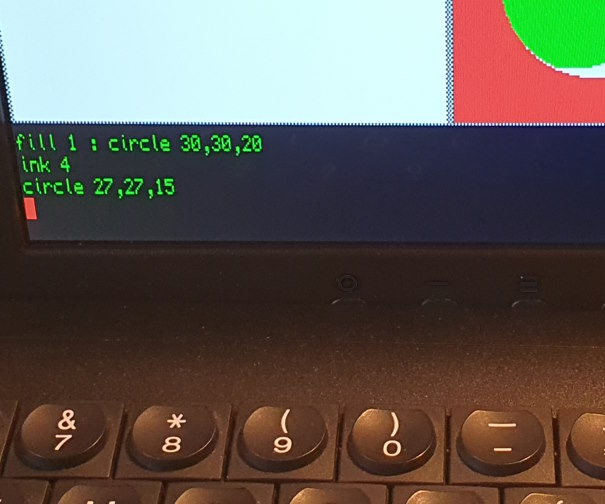 fill 1 : circle 30,30,20
ink 4
circle 27,27,15
& * ( ) —
7 8 9 0 -